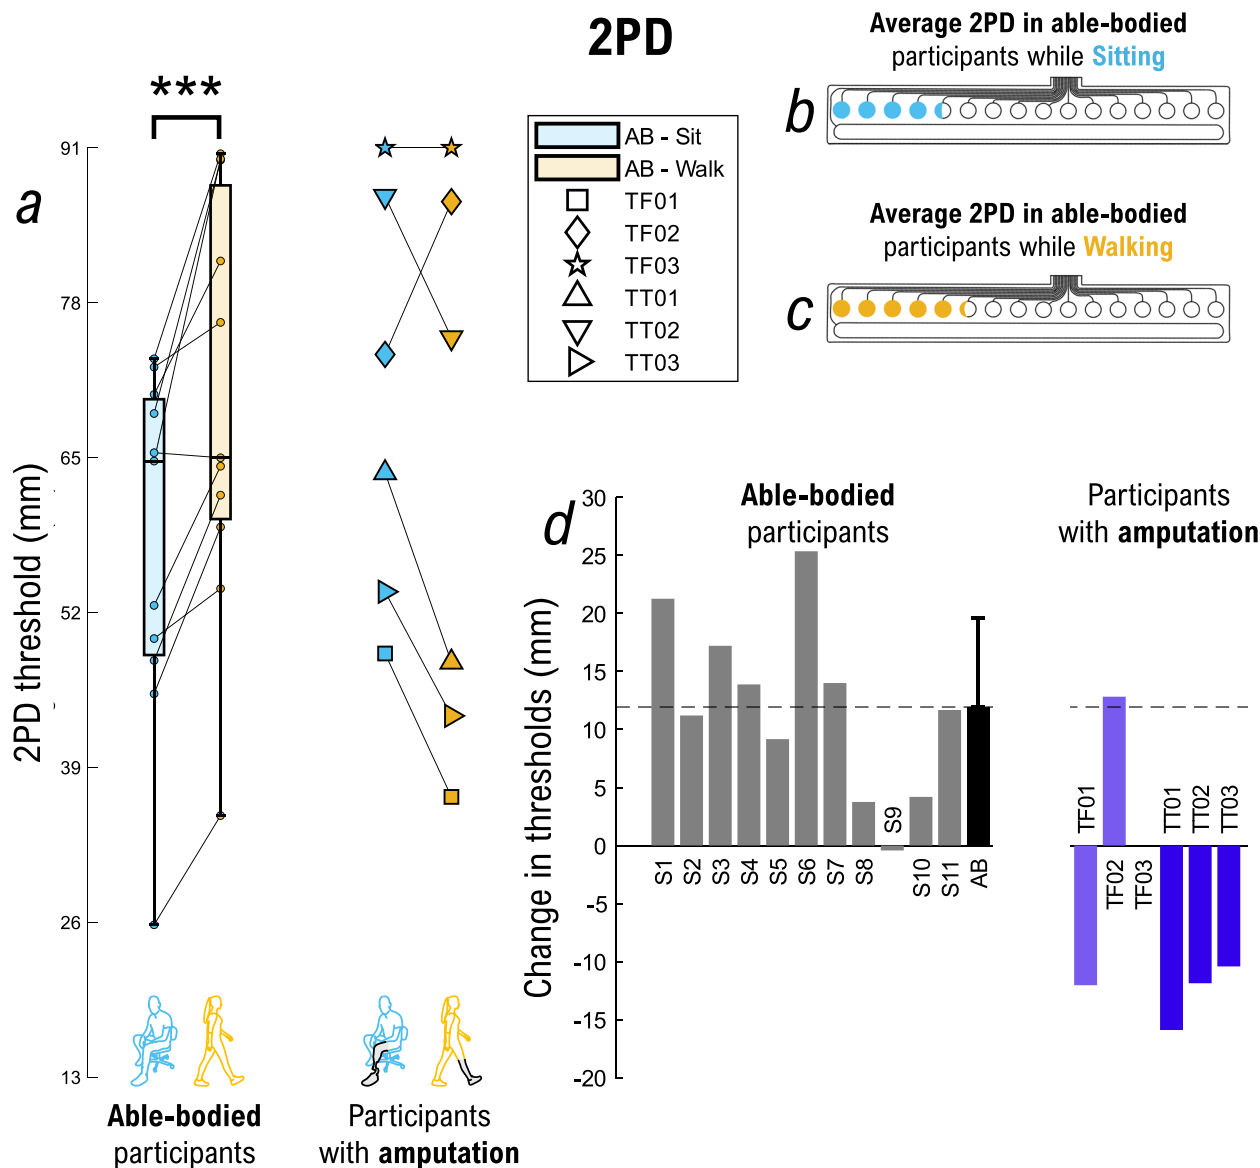 2PD
a
***
91
78
65
52
39
26
13
2PD threshold (mm)
Able-bodied
participants
Participants
with amputation
AB - Sit
AB - Walk
TF01
TF02
TF03
TT01
TT02
TT03
Average 2PD in able-bodied
participants while Sitting
b
Average 2PD in able-bodied
participants while Walking
c
d
Able-bodied
participants
Participants
with amputation
Change in thresholds (mm)
30
25
20
15
10
5
0
-5
-10
-15
-20
S1
S2
S3
S4
S5
S6
S7
S8
S9
S10
S11
AB
TF01
TF02
TF03
TT01
TT02
TT03